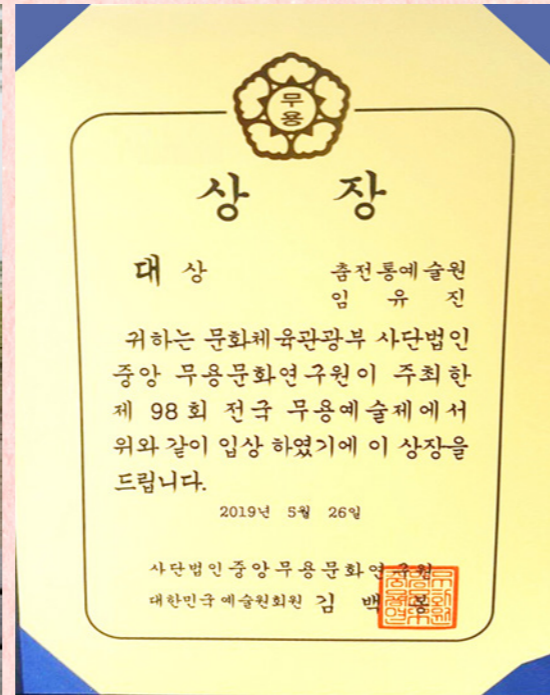 무용
상 장
대 상 춤전통예술원
임 유 진
귀하는 문화체육관광부 사단법인
중앙 무용문화연구원이 주최한
제 98 회 전국 무용예술제에서
위와 같이 입상 하였기에 이 상장을
드립니다.
2019년 5월 26일
사단법인중앙무용문화연구원
대한민국예술원회원 김 백 봉